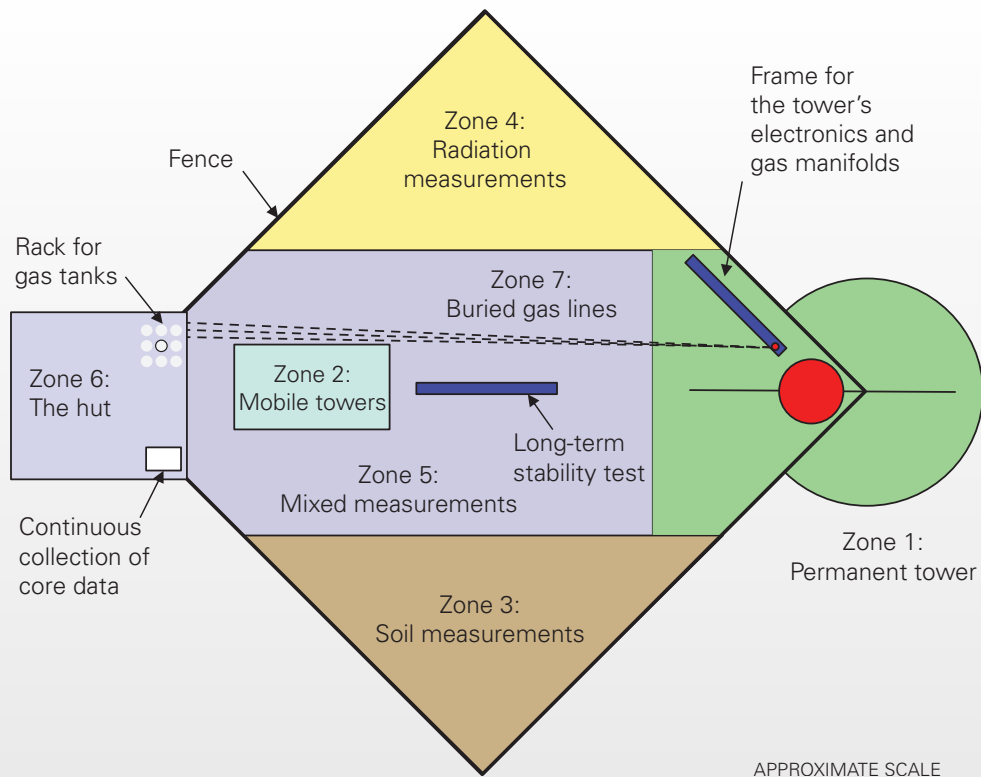 Zone 4:
Radiation
measurements
Frame for
the tower's
electronics and
gas manifolds
Fence
Rack for
gas tanks
Zone 7:
Buried gas lines
Zone 6:
The hut
Zone 2:
Mobile towers
Long-term
stability test
Zone 5:
Mixed measurements
Continuous
collection of
core data
Zone 1:
Permanent tower
Zone 3:
Soil measurements
APPROXIMATE SCALE